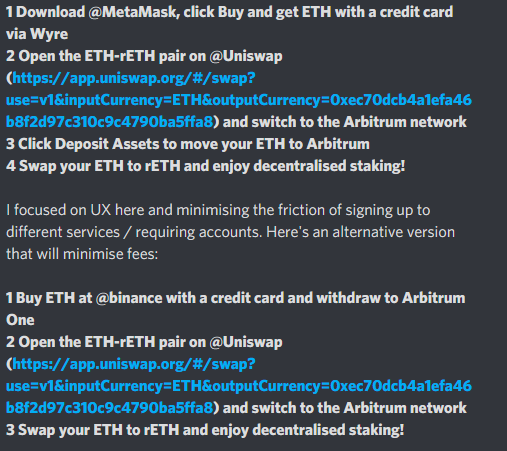 1 Download @MetaMask, click Buy and get ETH with a credit card
via Wyre
2 Open the ETH-rETH pair on @Uniswap
(https://app.uniswap.org/#/swap?
use=v1&inputCurrency=ETH&outputCurrency=0xec70dcb4a1efa46
b8f2d97c310c9c4790ba5ffa8) and switch to the Arbitrum network
3 Click Deposit Assets to move your ETH to Arbitrum
4 Swap your ETH to rETH and enjoy decentralised staking!
I focused on UX here and minimising the friction of signing up to
different services / requiring accounts. Here's an alternative version
that will minimise fees:
1 Buy ETH at @binance with a credit card and withdraw to Arbitrum
One
2 Open the ETH-rETH pair on @Uniswap
(https://app.uniswap.org/#/swap?
use=v1&inputCurrency=ETH&outputCurrency=0xec70dcb4a1efa46
b8f2d97c310c9c4790ba5ffa8) and switch to the Arbitrum network
3 Swap your ETH to rETH and enjoy decentralised staking!